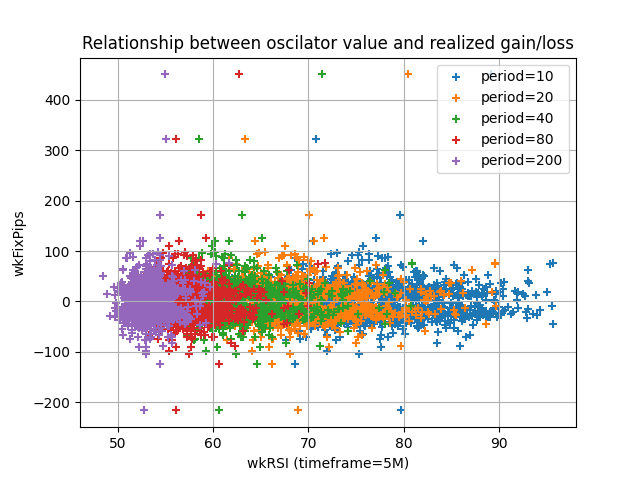 Relationship between oscilator value and realized gain/loss
period=10
period=20
period=40
period=80
period=200
400
300
200
100
0
−100
−200
wkFixPips
50
60
70
80
90
wkRSI (timeframe=5M)